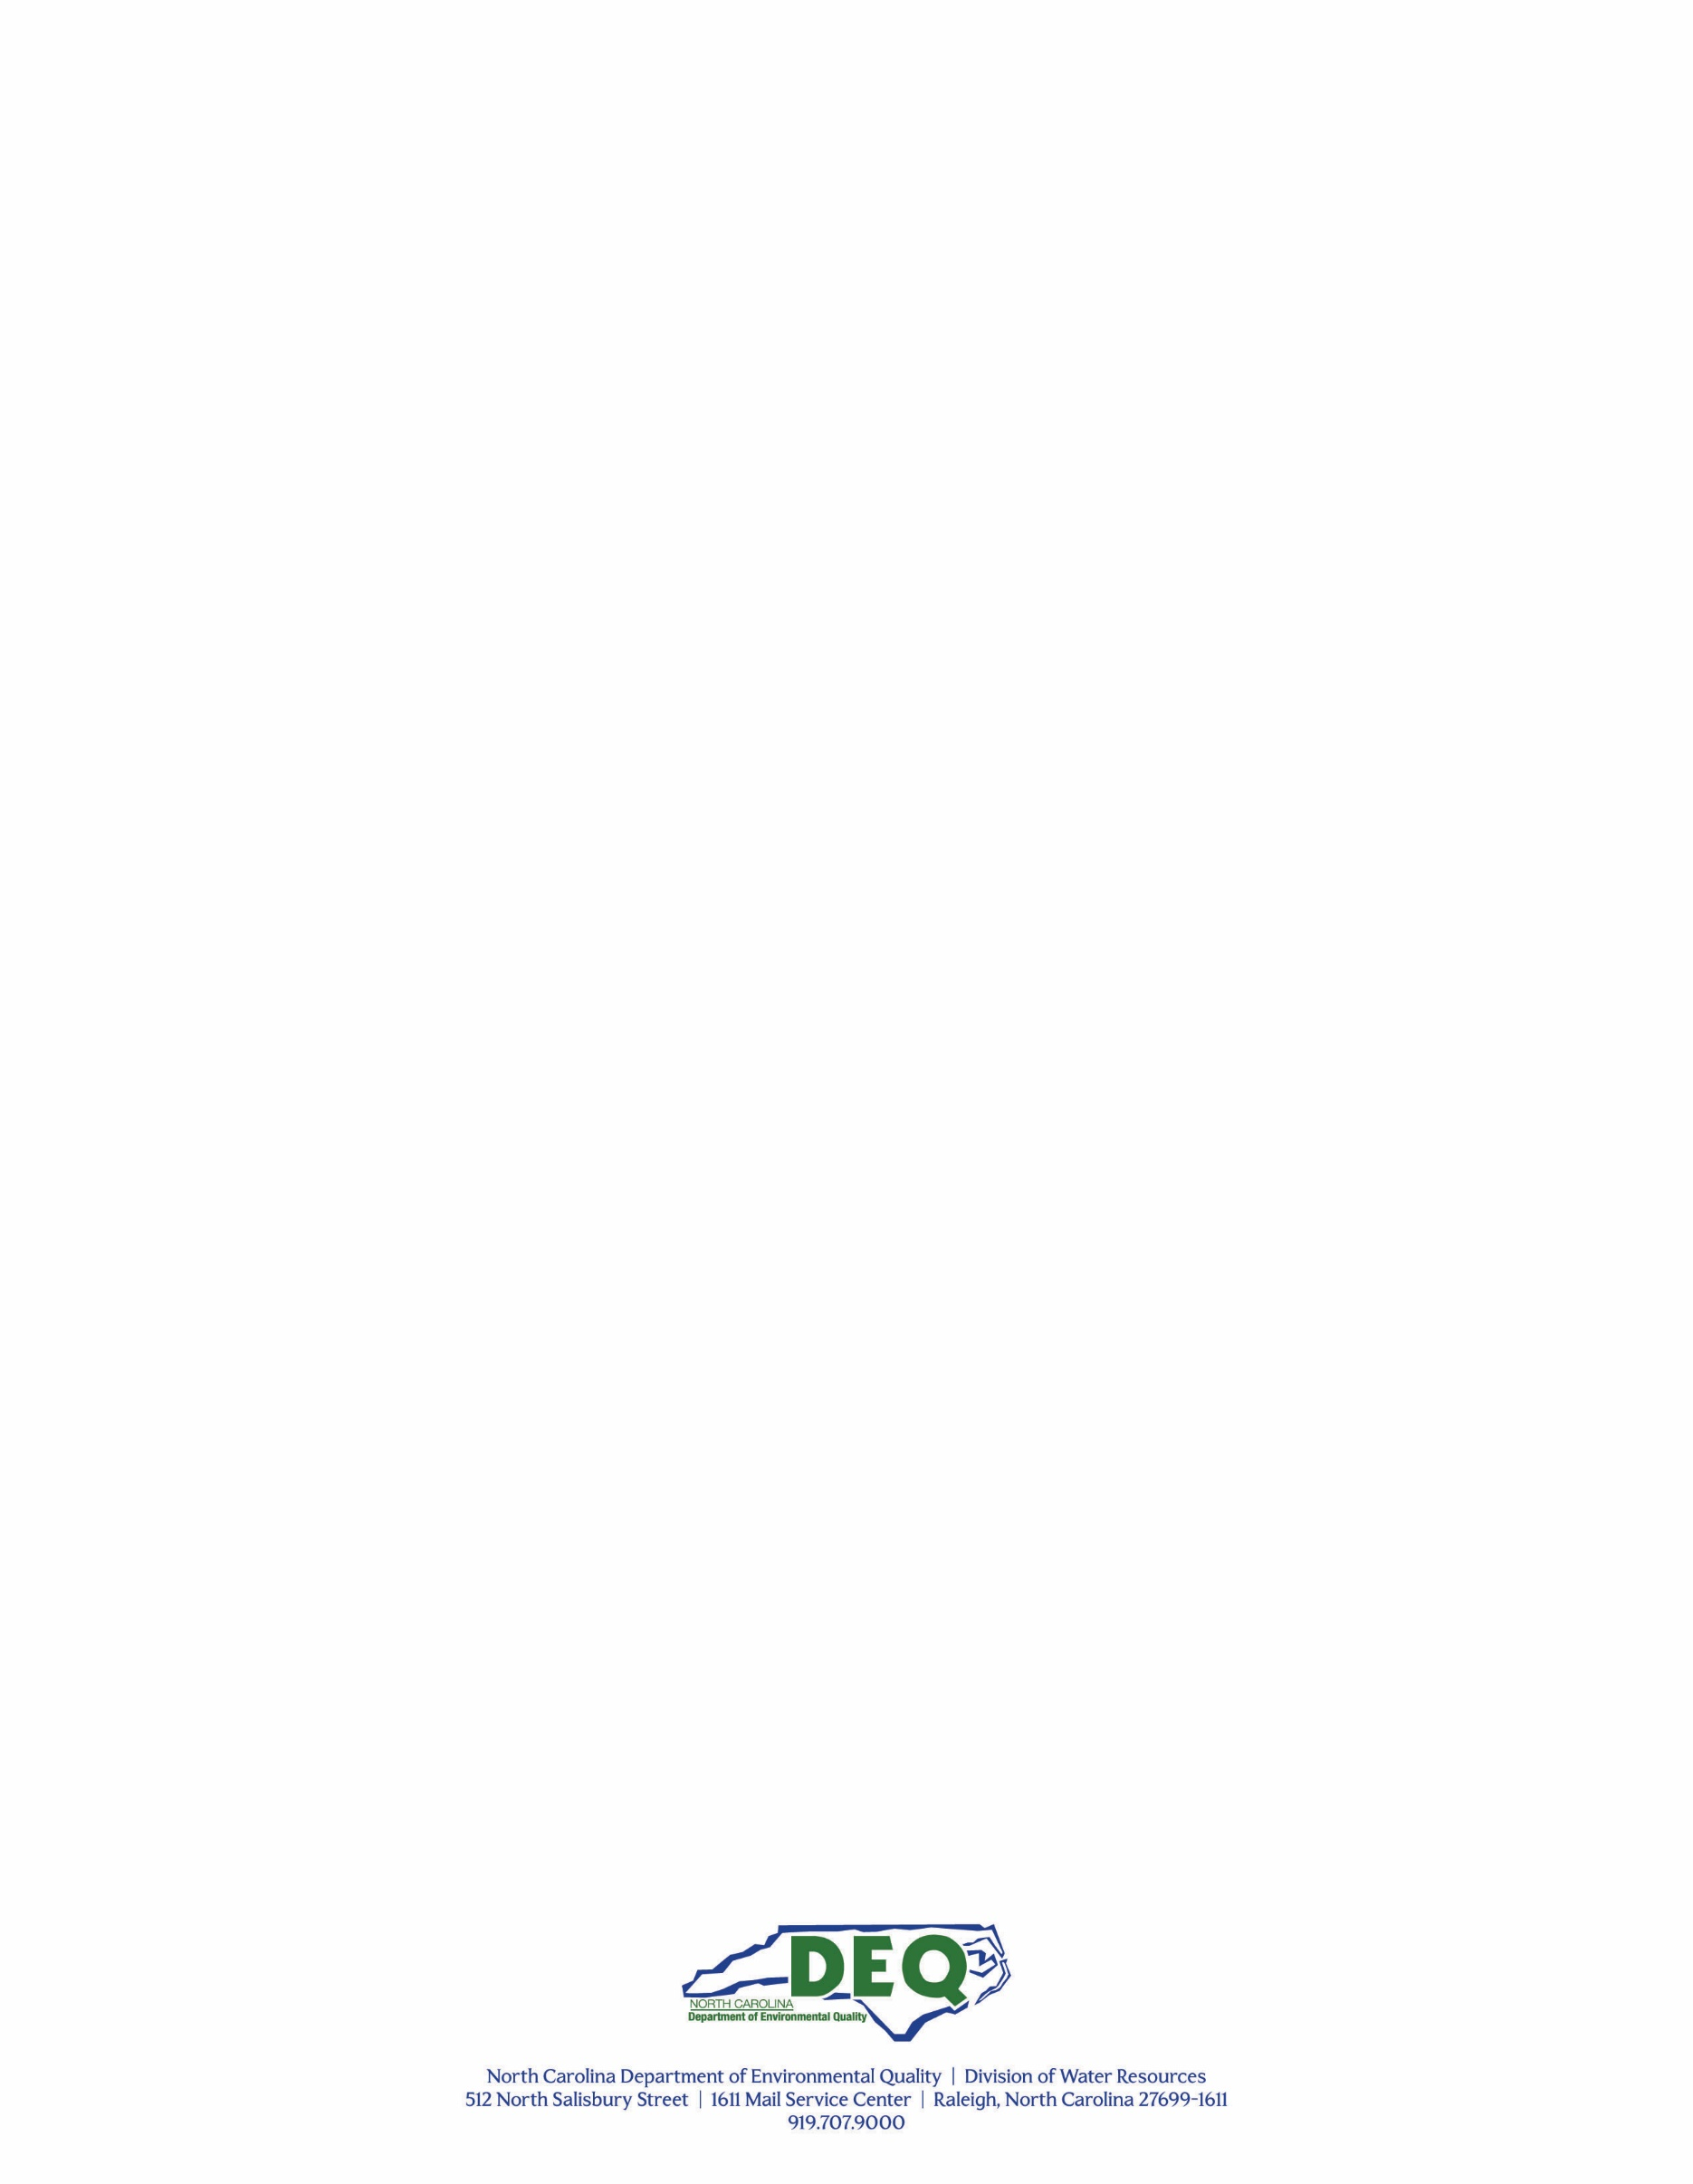 DEQ
NORTH CAROLINA
Department of Environmental Quality
North Carolina Department of Environmental Quality | Division of Water Resources
512 North Salisbury Street | 1611 Mail Service Center | Raleigh, North Carolina 27699-1611
919.707.9000